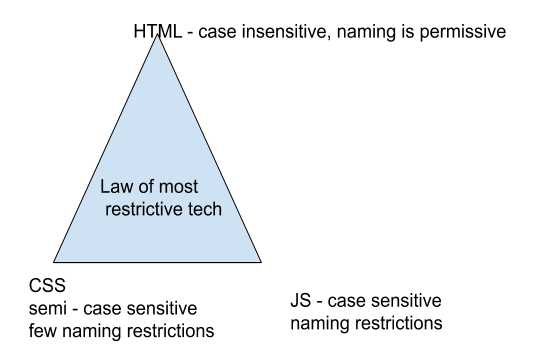 HTML - case insensitive, naming is permissive
Law of most
restrictive tech
CSS
semi - case sensitive
few naming restrictions
JS - case sensitive
naming restrictions